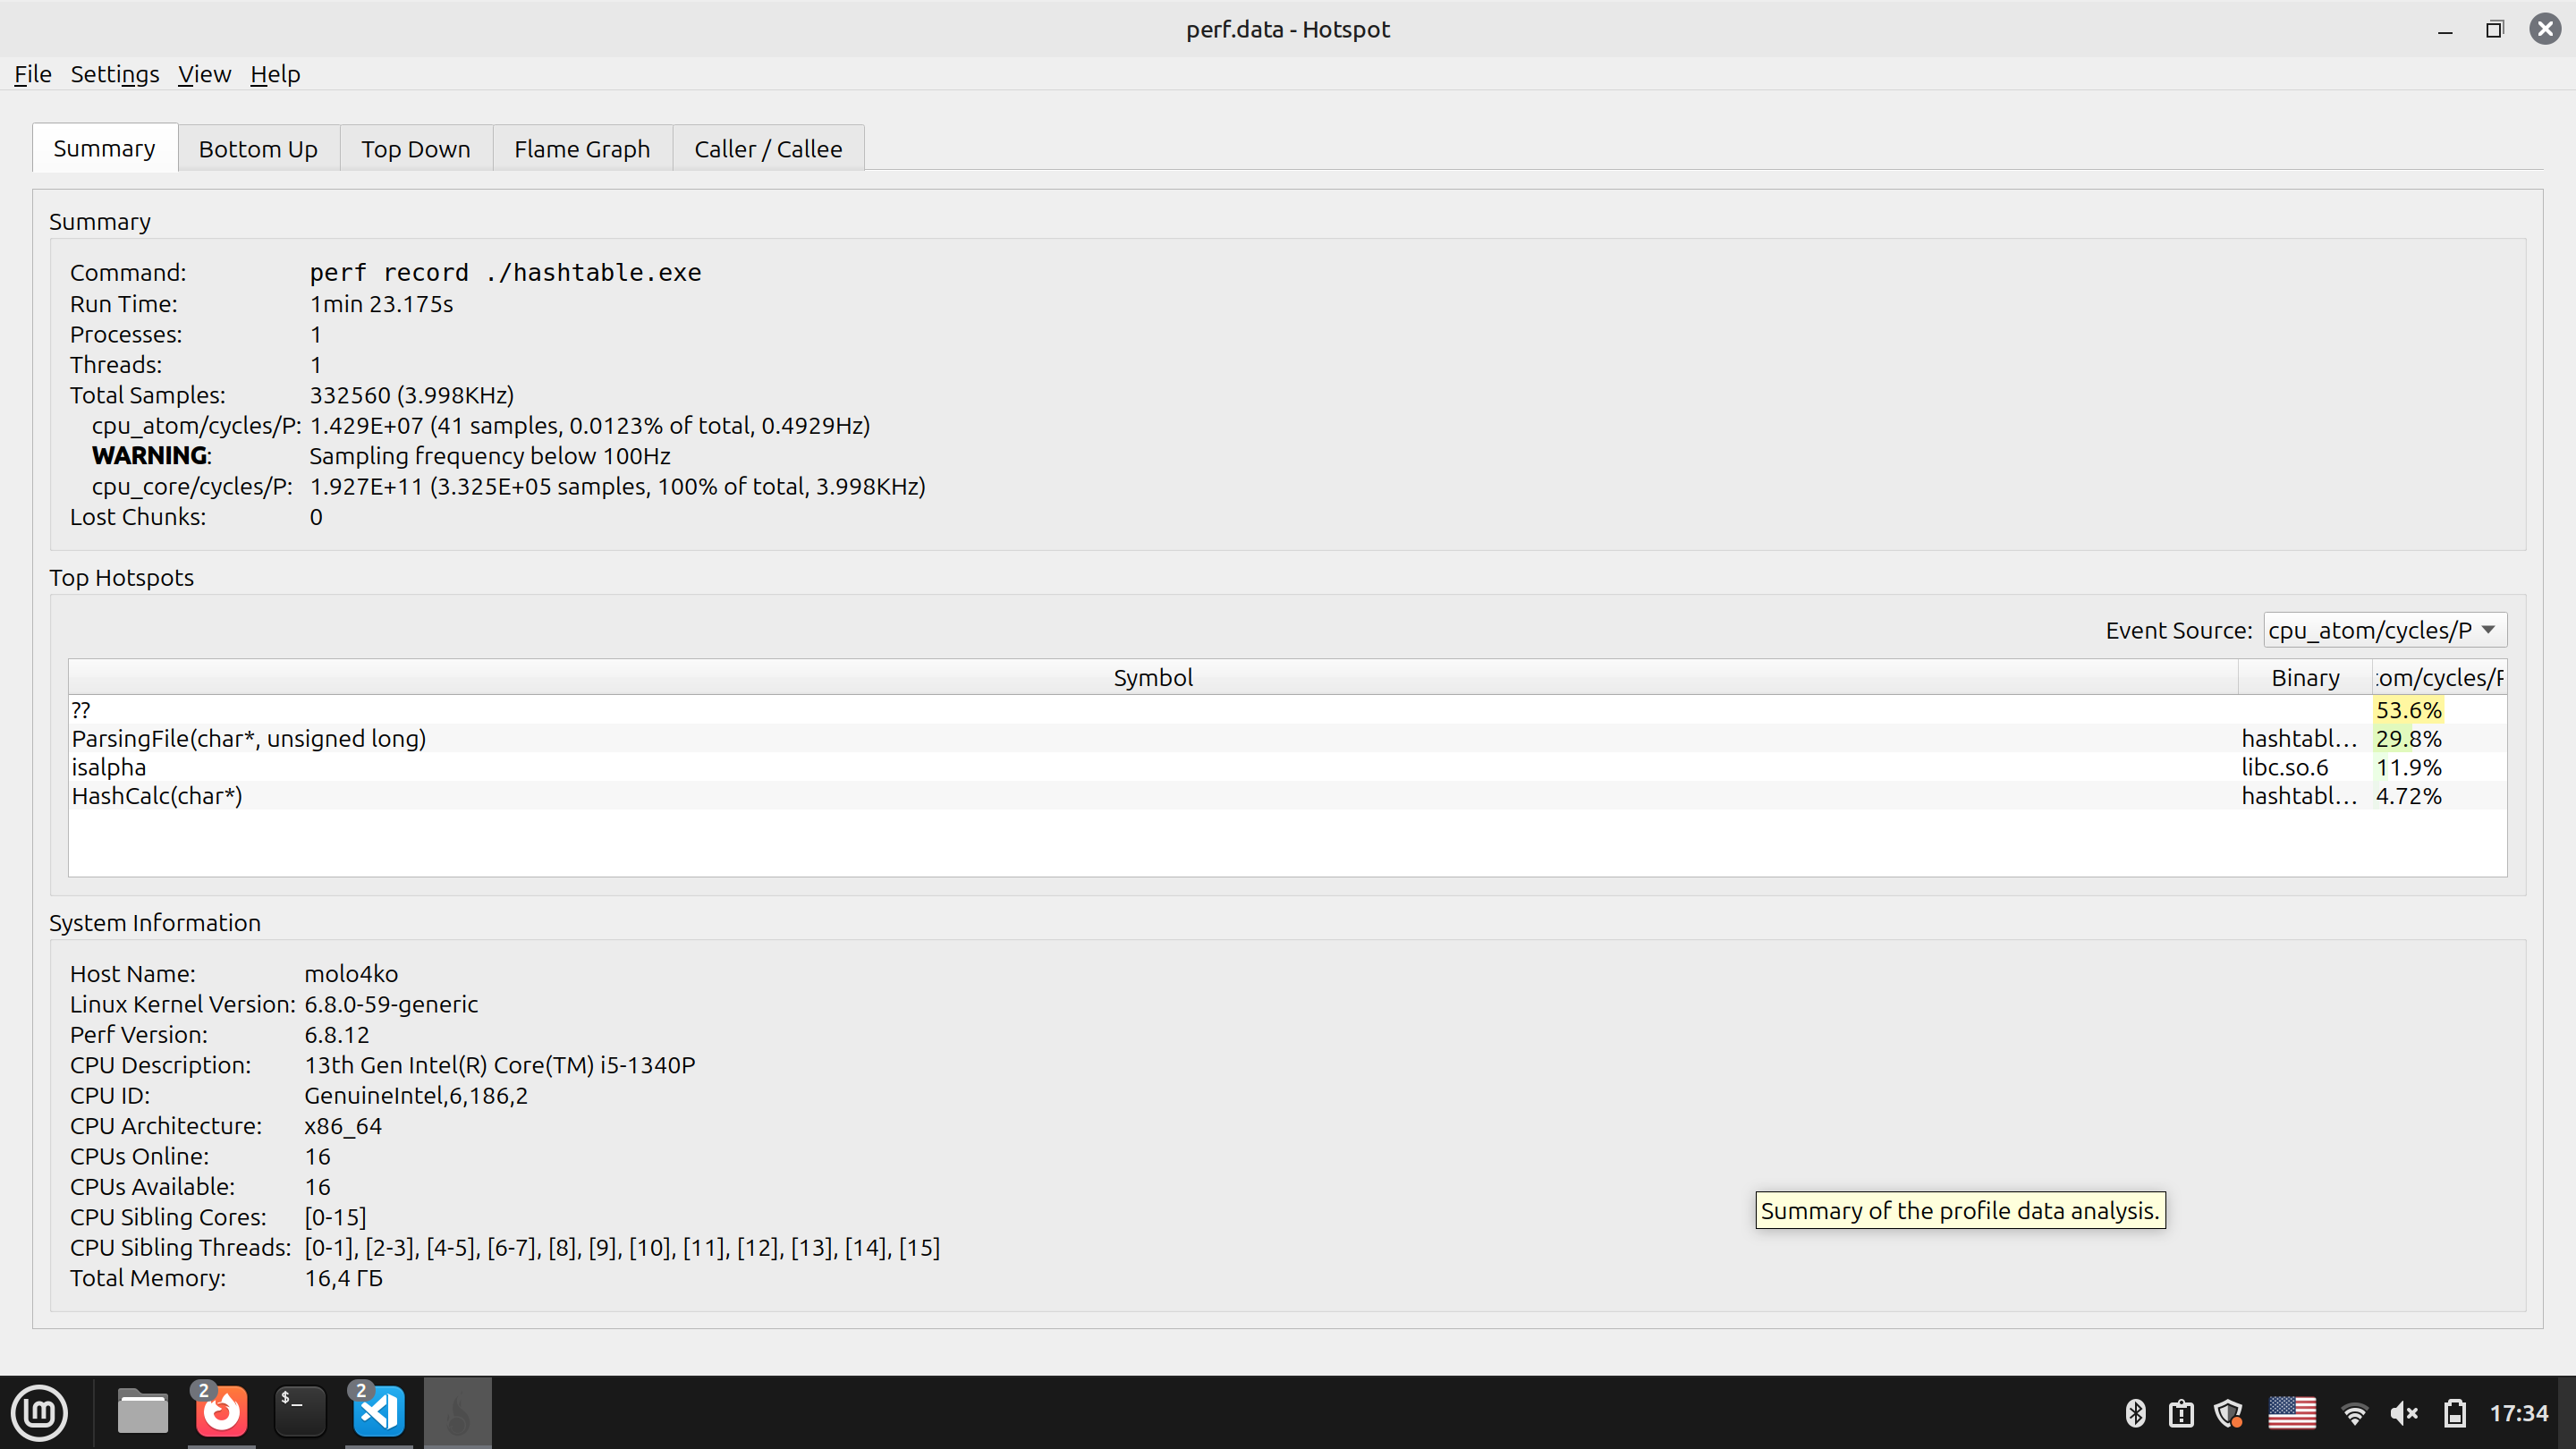 perf.data - Hotspot
File Settings View Help
Summary Bottom Up Top Down Flame Graph Caller / Callee
Summary
Command: perf record ./hashtable.exe
Run Time: 1min 23.175s
Processes: 1
Threads: 1
Total Samples: 332560 (3.998KHz)
cpu_atom/cycles/P: 1.429E+07 (41 samples, 0.0123% of total, 0.4929Hz)
WARNING: Sampling frequency below 100Hz
cpu_core/cycles/P: 1.927E+11 (3.325E+05 samples, 100% of total, 3.998KHz)
Lost Chunks: 0
Top Hotspots
Event Source: cpu_atom/cycles/P
Symbol Binary :om/cycles/F
?? 53.6%
ParsingFile(char*, unsigned long) hashtabl... 29.8%
isalpha libc.so.6 11.9%
HashCalc(char*) hashtabl... 4.72%
System Information
Host Name: molo4ko
Linux Kernel Version: 6.8.0-59-generic
Perf Version: 6.8.12
CPU Description: 13th Gen Intel(R) Core(TM) i5-1340P
CPU ID: GenuineIntel,6,186,2
CPU Architecture: x86_64
CPUs Online: 16
CPUs Available: 16
CPU Sibling Cores: [0-15]
Summary of the profile data analysis.
CPU Sibling Threads: [0-1], [2-3], [4-5], [6-7], [8], [9], [10], [11], [12], [13], [14], [15]
Total Memory: 16,4 ГБ
2 $_ 2 17:34